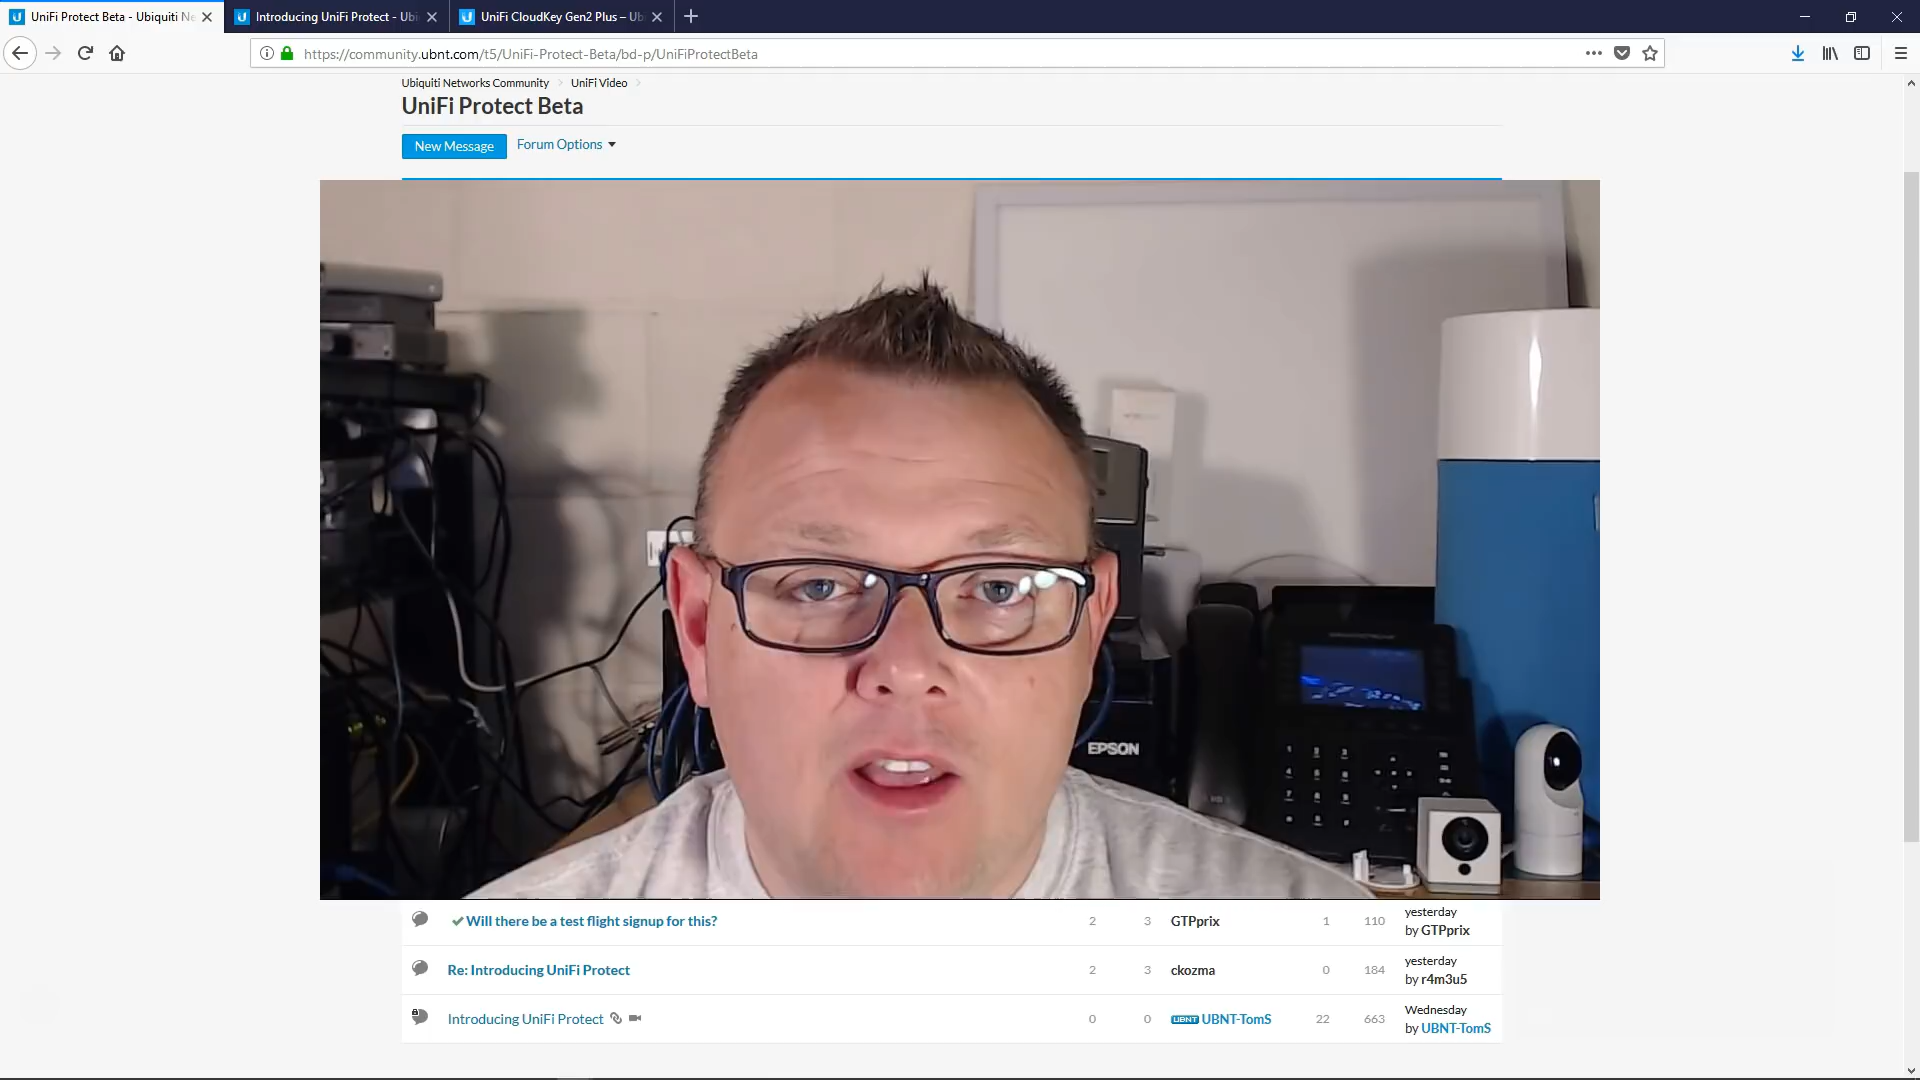 UniFi Protect Beta - Ubiquiti Ne
Introducing UniFi Protect - Ubi
UniFi CloudKey Gen2 Plus – Ub
https://community.ubnt.com/t5/UniFi-Protect-Beta/bd-p/UniFiProtectBeta
Ubiquiti Networks Community > UniFi Video >
UniFi Protect Beta
New Message Forum Options
EPSON
Will there be a test flight signup for this? 2 3 GTPprix 1 110 yesterday
by GTPprix
Re: Introducing UniFi Protect 2 3 ckozma 0 184 yesterday
by r4m3u5
Introducing UniFi Protect 0 0 UBNT UBNT-TomS 22 663 Wednesday
by UBNT-TomS